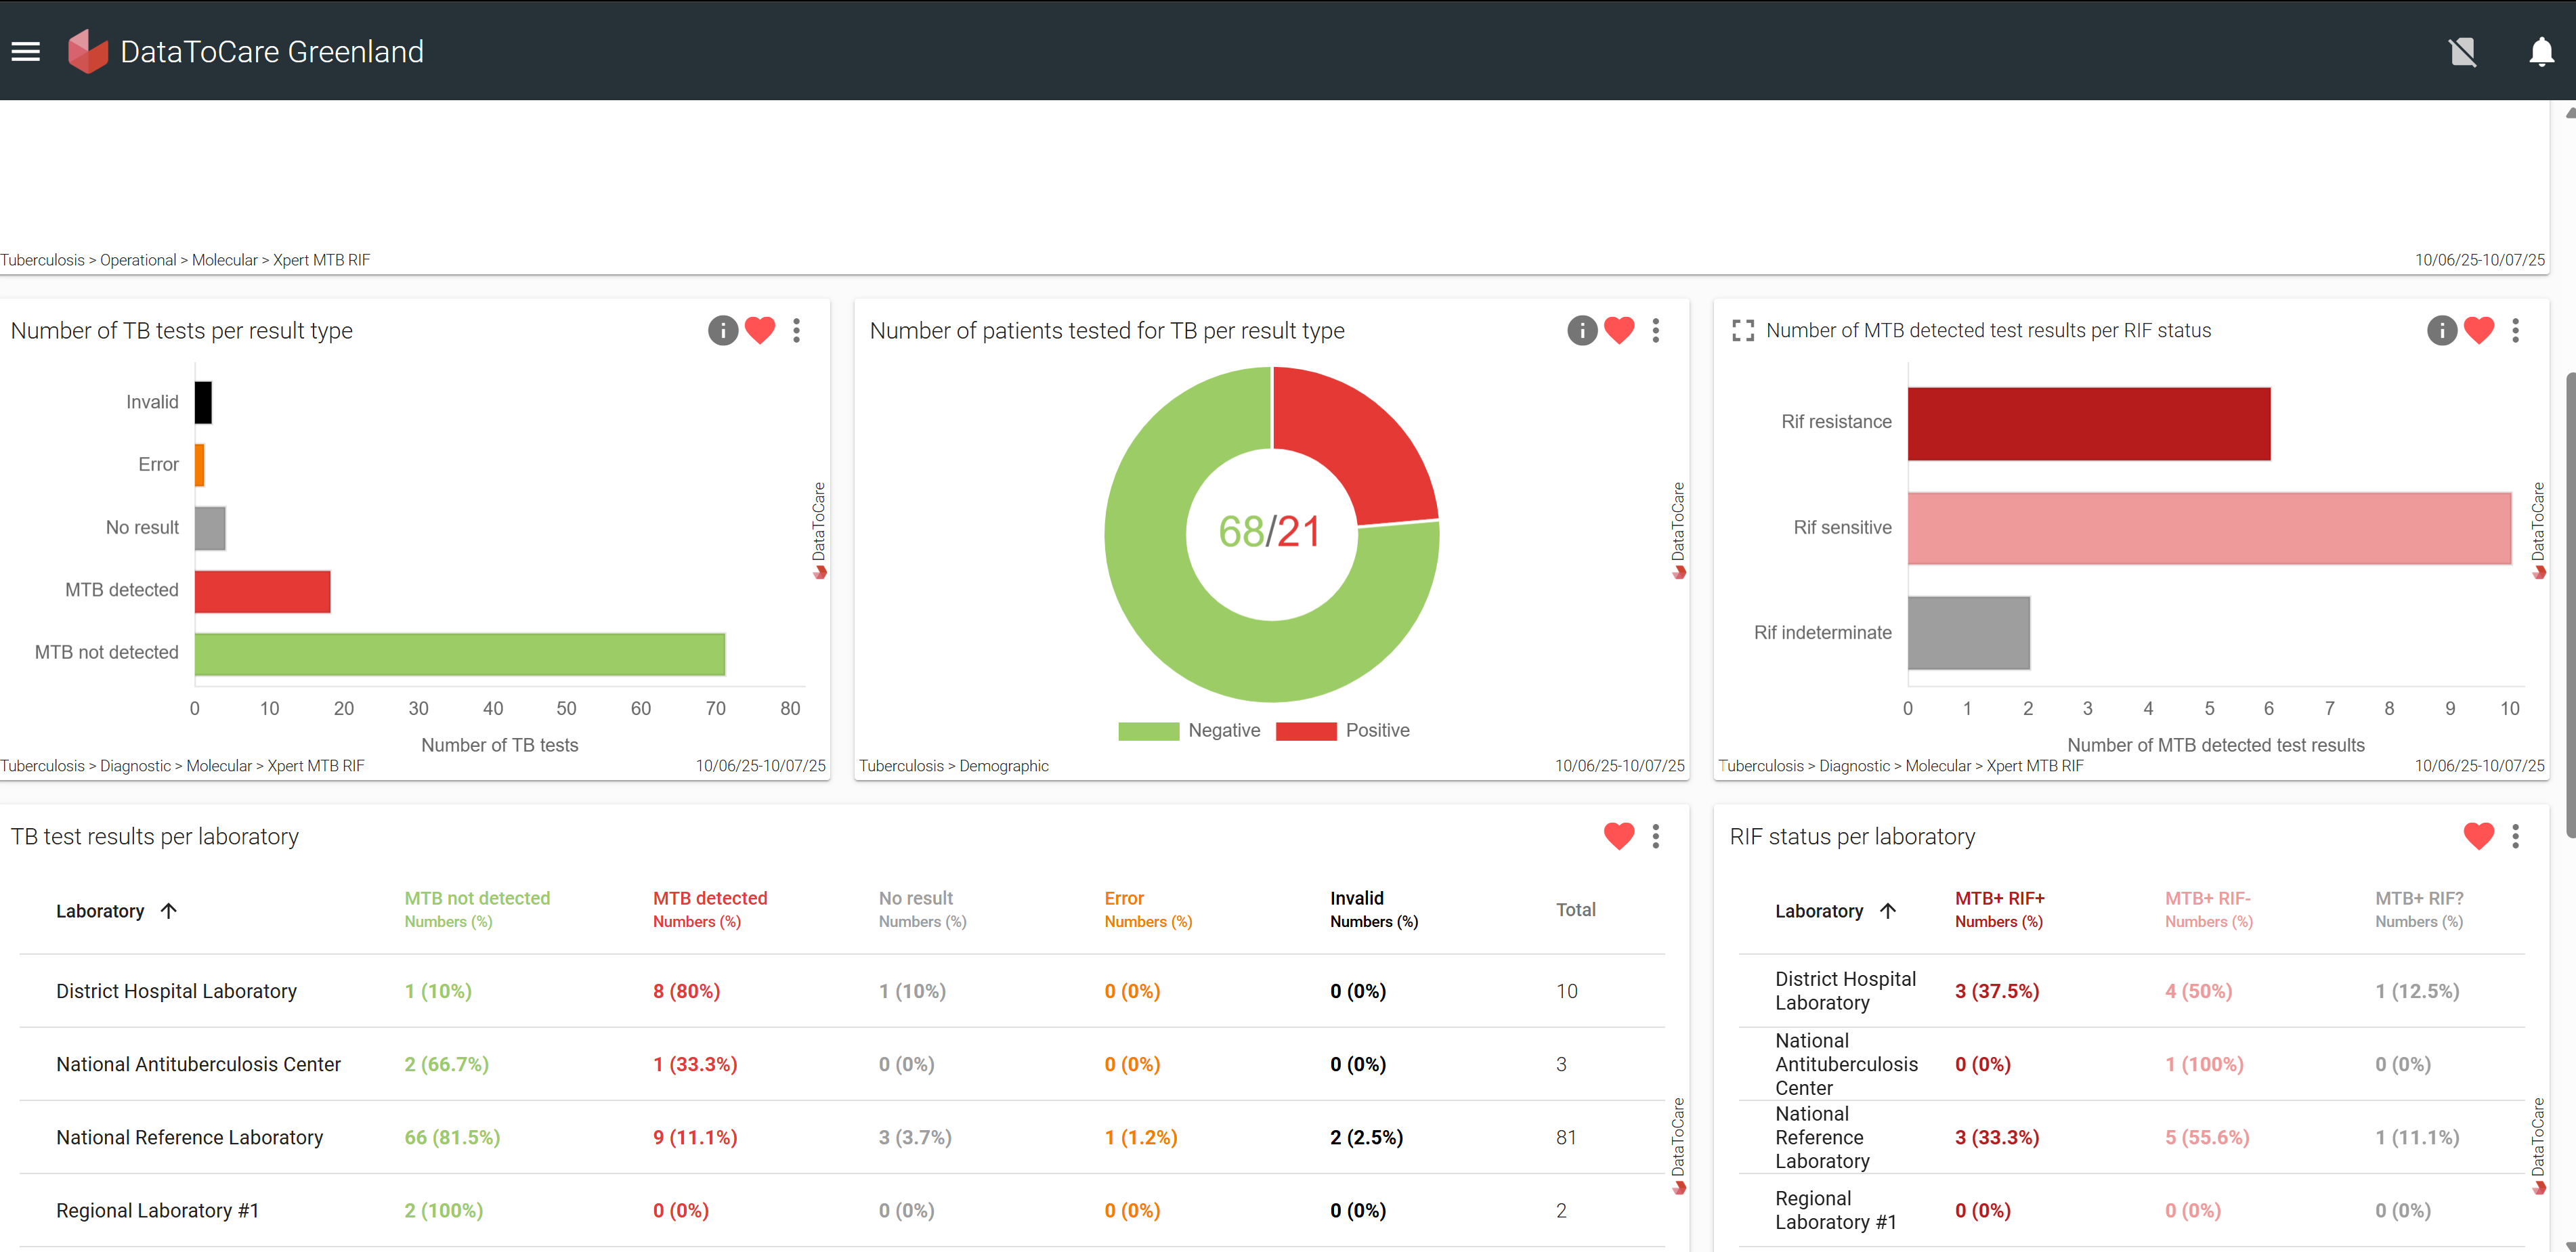 DataToCare Greenland
Tuberculosis > Operational > Molecular > Xpert MTB RIF
10/06/25-10/07/25
Number of TB tests per result type
Invalid
Error
No result
MTB detected
MTB not detected
0 10 20 30 40 50 60 70 80
Number of TB tests
DataToCare
Tuberculosis > Diagnostic > Molecular > Xpert MTB RIF
10/06/25-10/07/25
Number of patients tested for TB per result type
68/21
Negative Positive
DataToCare
Tuberculosis > Demographic
10/06/25-10/07/25
Number of MTB detected test results per RIF status
Rif resistance
Rif sensitive
Rif indeterminate
0 1 2 3 4 5 6 7 8 9 10
Number of MTB detected test results
DataToCare
Tuberculosis > Diagnostic > Molecular > Xpert MTB RIF
10/06/25-10/07/25
TB test results per laboratory
Laboratory MTB not detected MTB detected No result Error Invalid Total
Numbers (%) Numbers (%) Numbers (%) Numbers (%) Numbers (%)
District Hospital Laboratory 1 (10%) 8 (80%) 1 (10%) 0 (0%) 0 (0%) 10
National Antituberculosis Center 2 (66.7%) 1 (33.3%) 0 (0%) 0 (0%) 0 (0%) 3
National Reference Laboratory 66 (81.5%) 9 (11.1%) 3 (3.7%) 1 (1.2%) 2 (2.5%) 81
Regional Laboratory #1 2 (100%) 0 (0%) 0 (0%) 0 (0%) 0 (0%) 2
DataToCare
RIF status per laboratory
Laboratory MTB+ RIF+ MTB+ RIF- MTB+ RIF?
Numbers (%) Numbers (%) Numbers (%)
District Hospital
Laboratory 3 (37.5%) 4 (50%) 1 (12.5%)
National
Antituberculosis 0 (0%) 1 (100%) 0 (0%)
Center
National
Reference 3 (33.3%) 5 (55.6%) 1 (11.1%)
Laboratory
Regional
Laboratory #1 0 (0%) 0 (0%) 0 (0%)
DataToCare